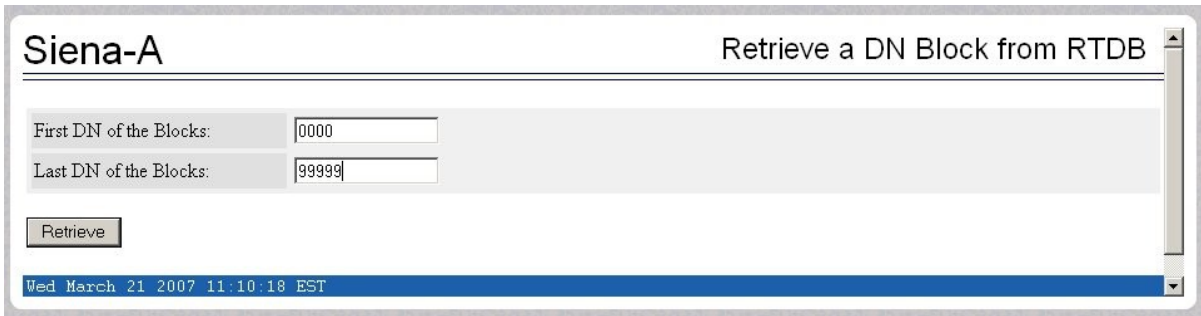 Siena-A
Retrieve a DN Block from RTDB
First DN of the Blocks: 0000
Last DN of the Blocks: 99999
Retrieve
Wed March 21 2007 11:10:18 EST